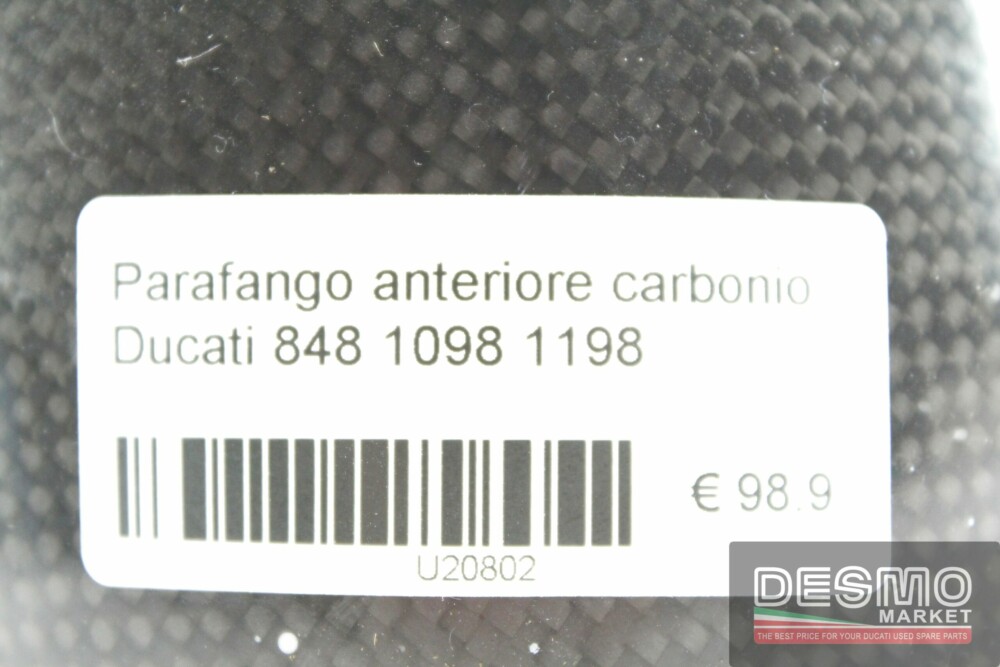 Parafango anteriore carbonio
Ducati 848 1098 1198
€ 98.9
U20802
DESMO
MARKET
THE BEST PRICE FOR YOUR DUCATI USED SPARE PARTS